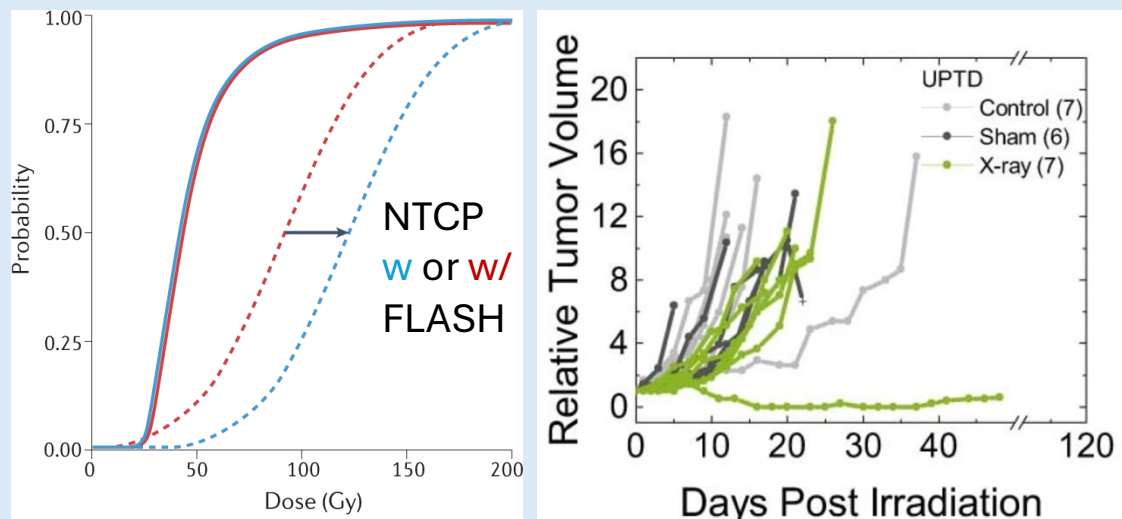 1.00
0.75
0.50
0.25
0.00
Probability
0
50
100
150
200
Dose (Gy)
NTCP
w or w/
FLASH
20
16
12
8
4
0
Relative Tumor Volume
UPTD
Control (7)
Sham (6)
X-ray (7)
0
10
20
30
40
120
Days Post Irradiation